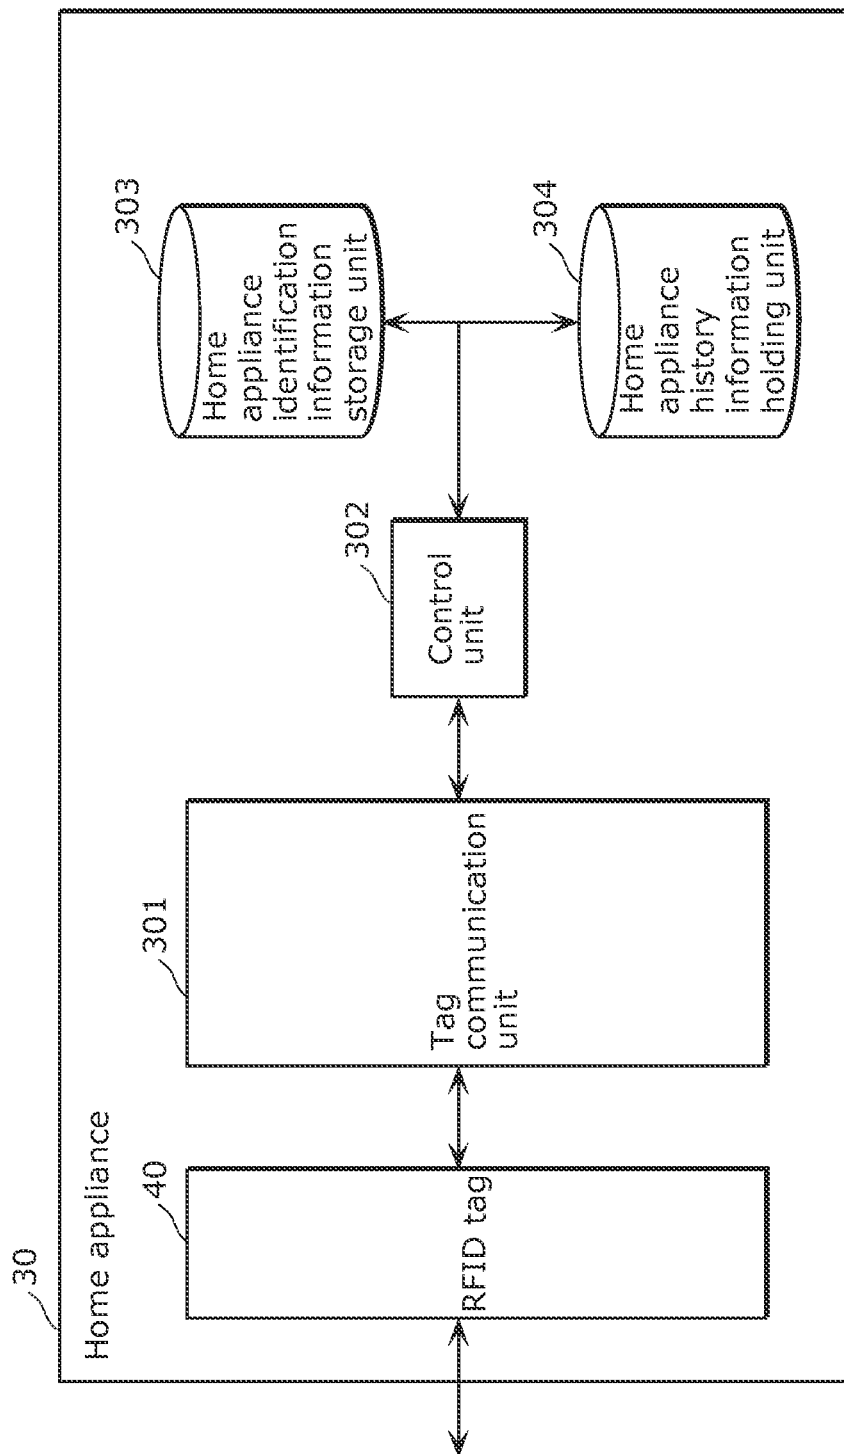 30
Home appliance
40
RFID tag
301
Tag
communication
unit
302
Control
unit
303
Home
appliance
identification
information
storage unit
304
Home
appliance
history
information
holding unit